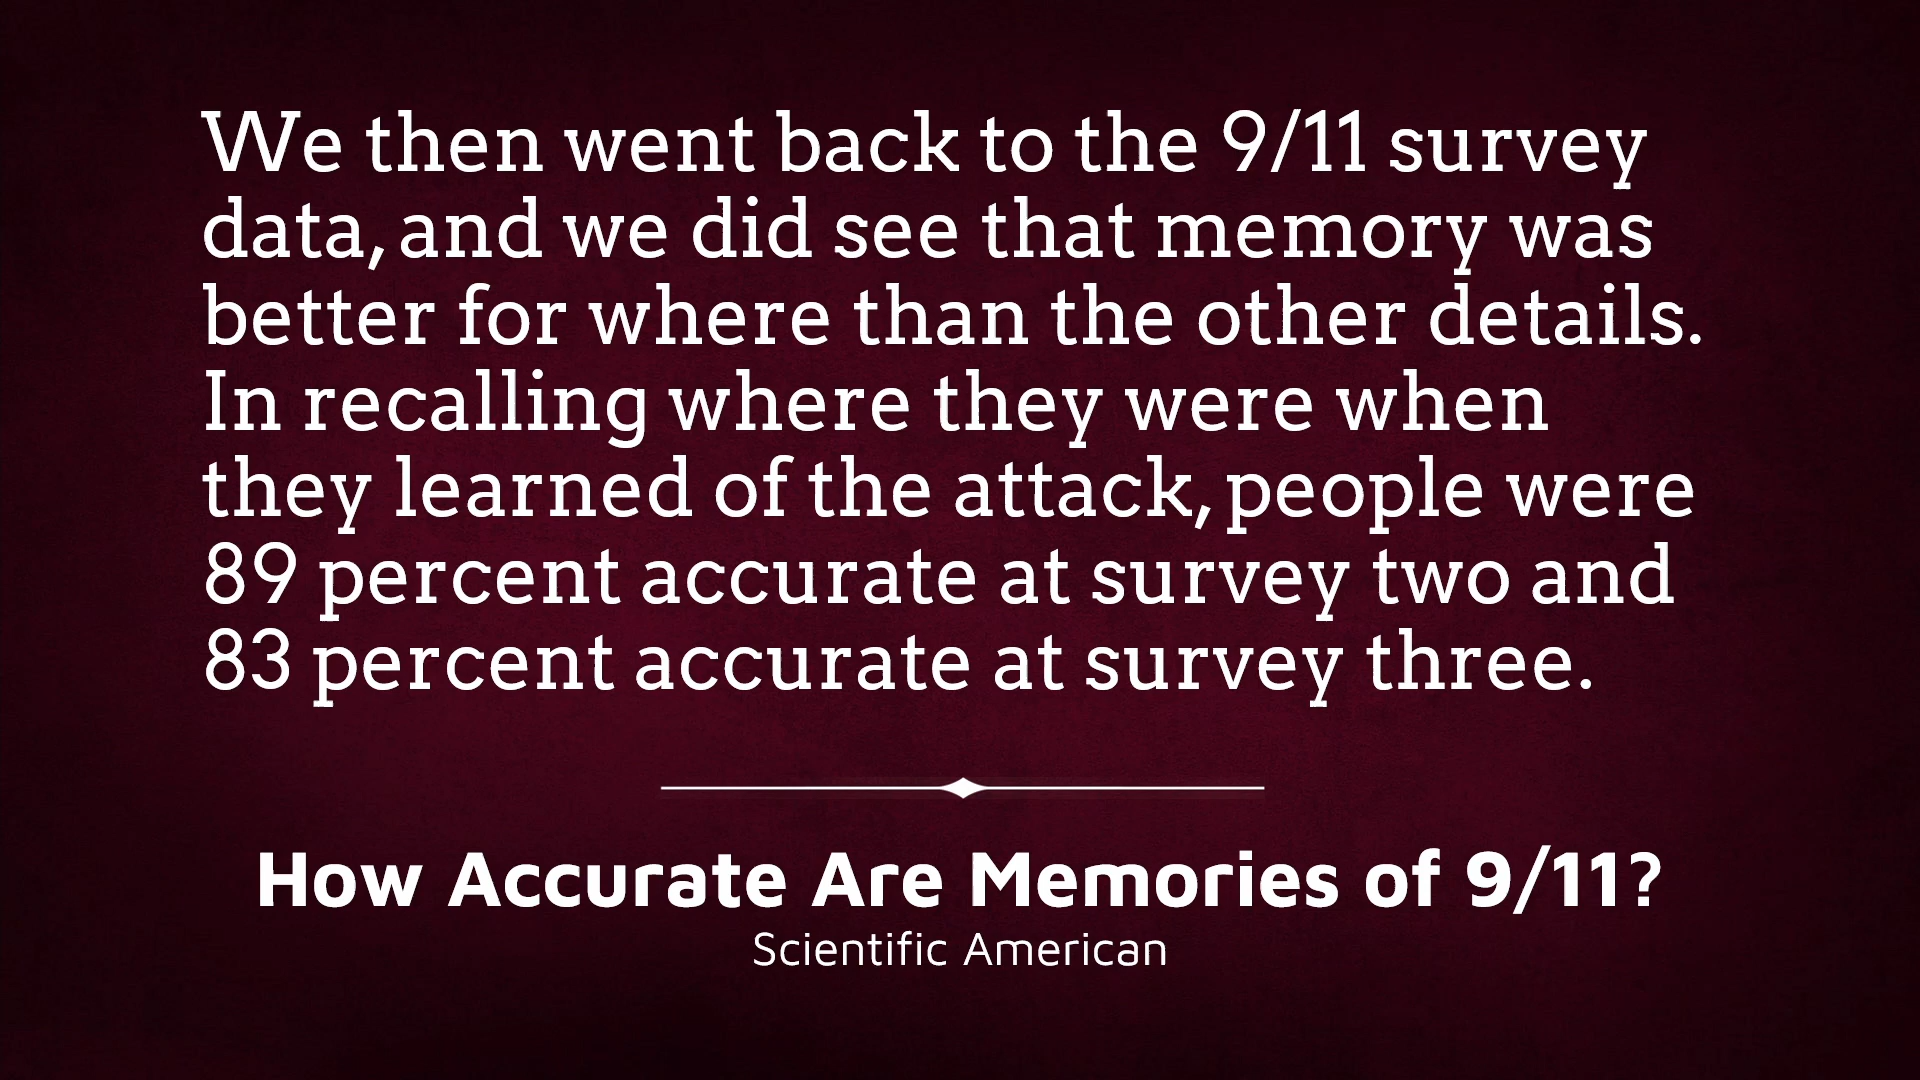 We then went back to the 9/11 survey
data, and we did see that memory was
better for where than the other details.
In recalling where they were when
they learned of the attack, people were
89 percent accurate at survey two and
83 percent accurate at survey three.
How Accurate Are Memories of 9/11?
Scientific American